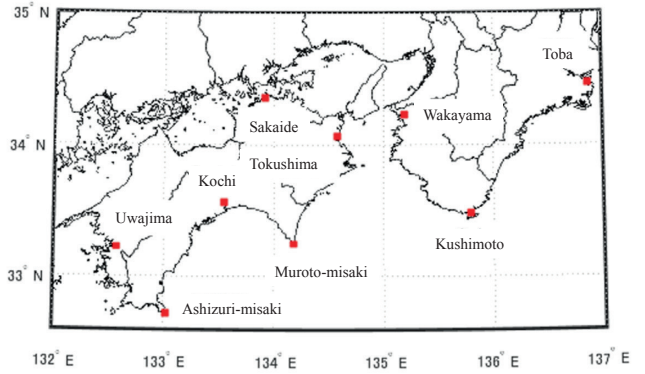 35° N
Toba
Wakayama
Sakaide
34° N
Tokushima
Kochi
Uwajima
Kushimoto
Muroto-misaki
33° N
Ashizuri-misaki
132° E 133° E 134° E 135° E 136° E 137° E